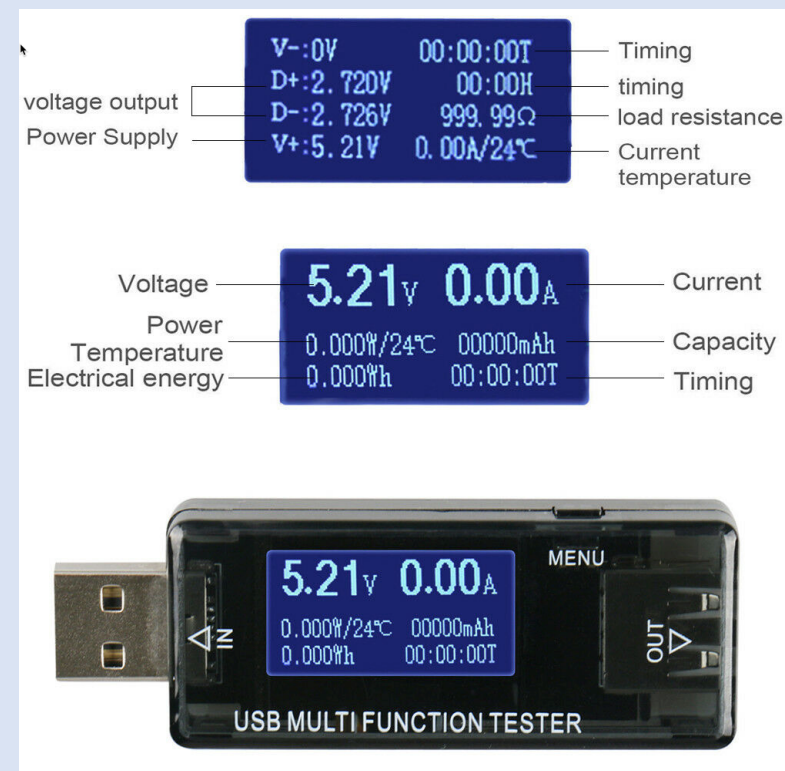 V-:0V 00:00:00T Timing
D+:2.720V 00:00H timing
voltage output
D-:2.726V 999.99Ω load resistance
Power Supply V+:5.21V 0.00A/24℃ Current
temperature
Voltage 5.21V 0.00A Current
Power
Temperature 0.000W/24℃ 00000mAh Capacity
Electrical energy 0.000Wh 00:00:00T Timing
MENU
5.21V 0.00A
0.000W/24℃ 00000mAh
0.000Wh 00:00:00T
IN
OUT
USB MULTI FUNCTION TESTER